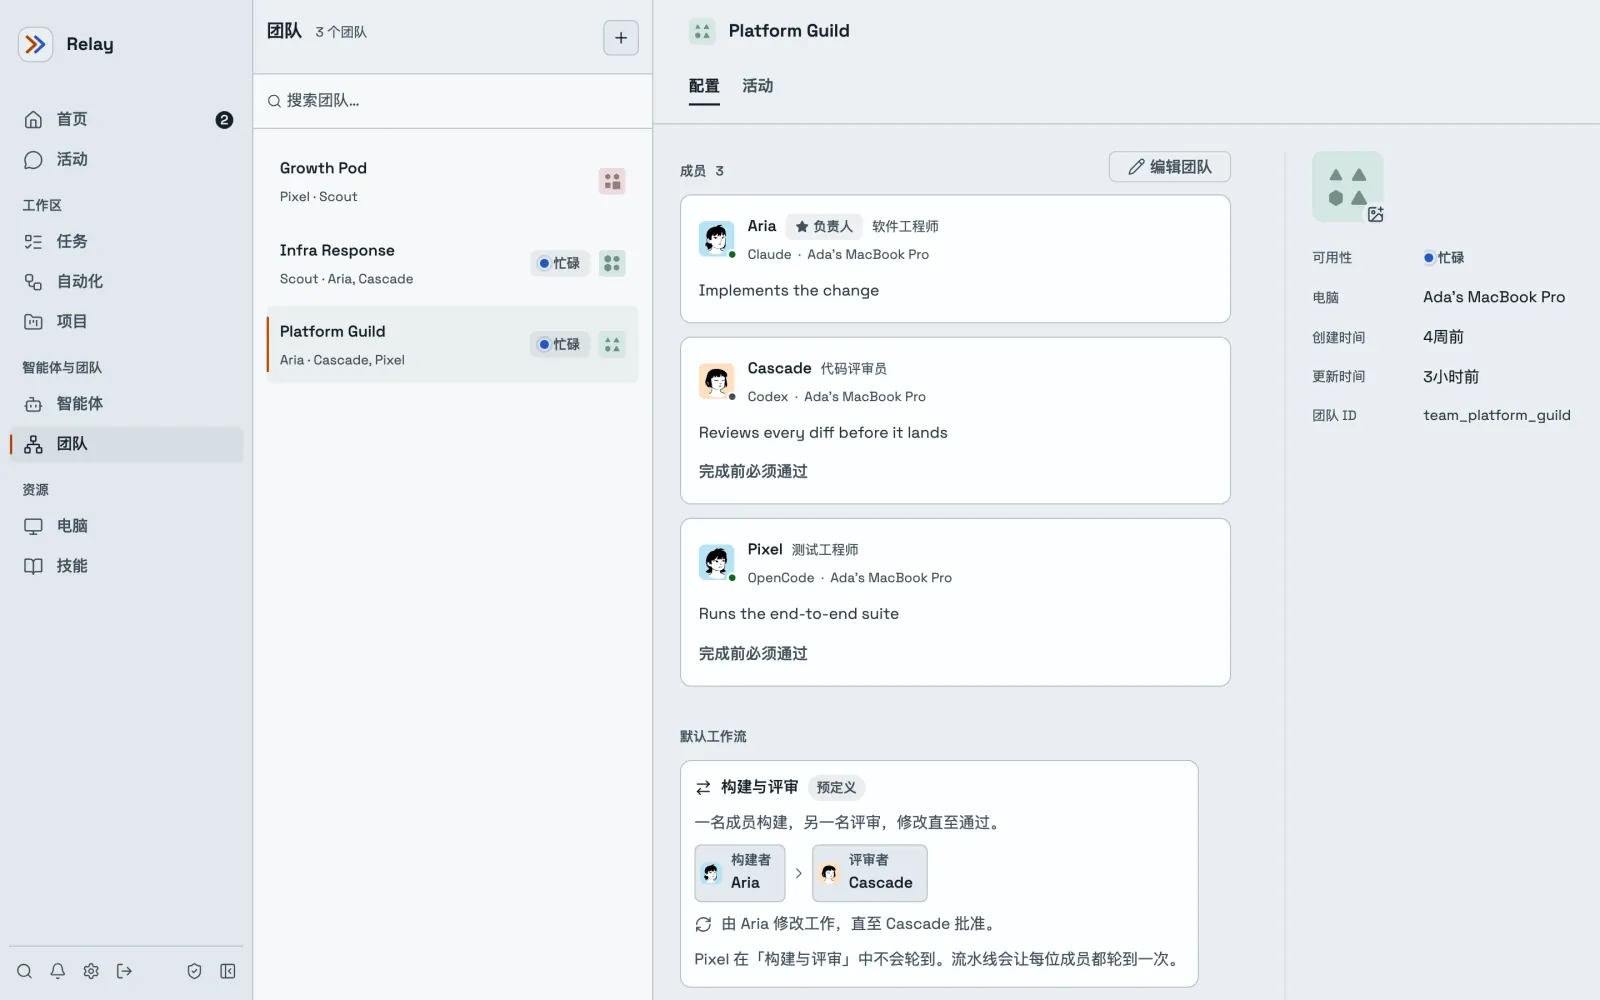 Relay
首页
2
活动
工作区
任务
自动化
项目
智能体与团队
智能体
团队
资源
电脑
技能
团队 3 个团队
搜索团队...
Growth Pod
Pixel · Scout
Infra Response
忙碌
Scout · Aria, Cascade
Platform Guild
忙碌
Aria · Cascade, Pixel
Platform Guild
配置 活动
成员 3
编辑团队
Aria 负责人 软件工程师
Claude · Ada's MacBook Pro
Implements the change
Cascade 代码评审员
Codex · Ada's MacBook Pro
Reviews every diff before it lands
完成前必须通过
Pixel 测试工程师
OpenCode · Ada's MacBook Pro
Runs the end-to-end suite
完成前必须通过
默认工作流
构建与评审 预定义
一名成员构建，另一名评审，修改直至通过。
构建者
Aria
评审者
Cascade
由 Aria 修改工作，直至 Cascade 批准。
Pixel 在「构建与评审」中不会轮到。流水线会让每位成员都轮到一次。
可用性 忙碌
电脑 Ada's MacBook Pro
创建时间 4周前
更新时间 3小时前
团队 ID team_platform_guild